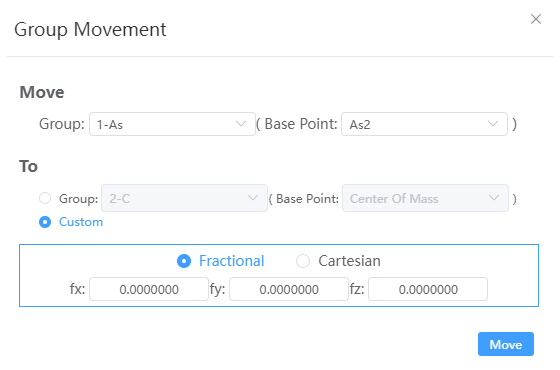 Group Movement
Move
Group: 1-As ( Base Point: As2 )
To
Group: 2-C ( Base Point: Center Of Mass )
Custom
Fractional Cartesian
fx: 0.0000000 fy: 0.0000000 fz: 0.0000000
Move